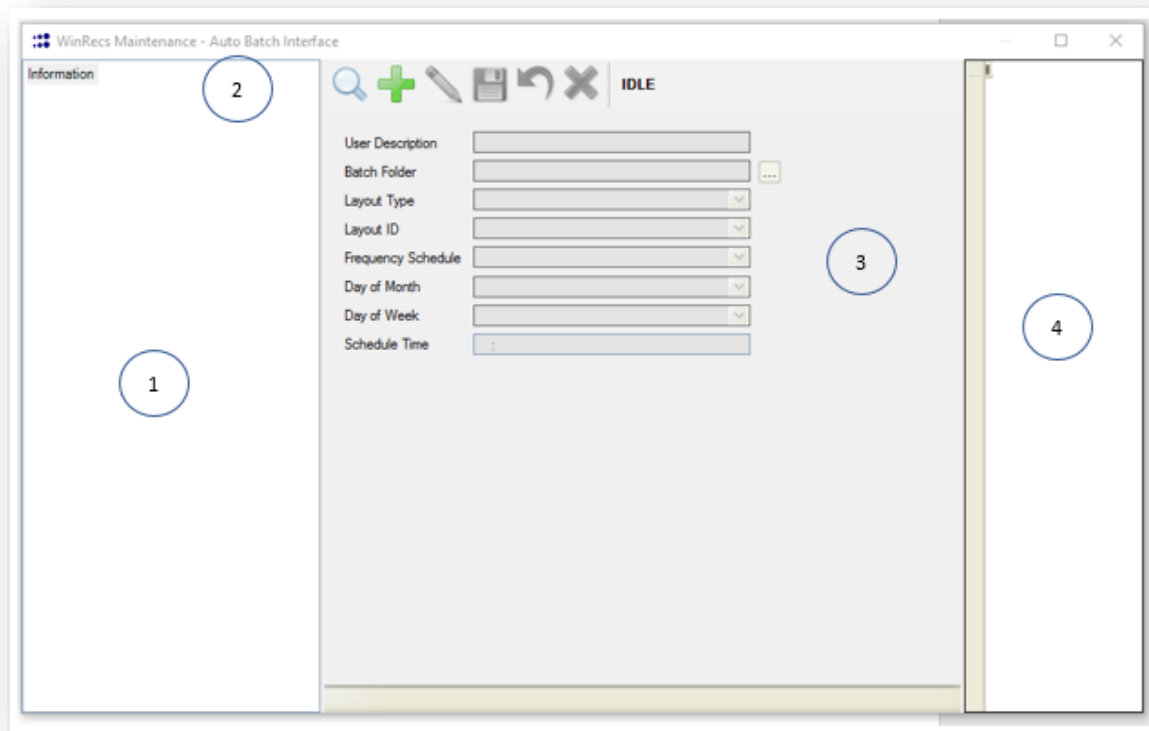 WinRecs Maintenance - Auto Batch Interface
Information
2
IDLE
User Description
Batch Folder
...
Layout Type
Layout ID
Frequency Schedule
3
Day of Month
Day of Week
4
Schedule Time
:
1